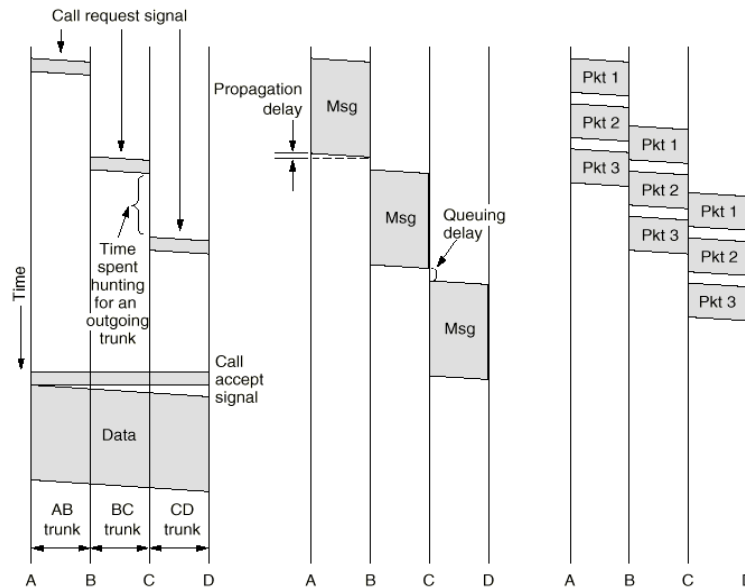 Call request signal
Time
Time
spent
hunting
for an
outgoing
trunk
Call
accept
signal
Data
AB
trunk
BC
trunk
CD
trunk
A
B
C
D
Propagation
delay
Msg
Msg
Queuing
delay
Msg
A
B
C
D
Pkt 1
Pkt 2
Pkt 3
Pkt 1
Pkt 2
Pkt 3
Pkt 1
Pkt 2
Pkt 3
A
B
C